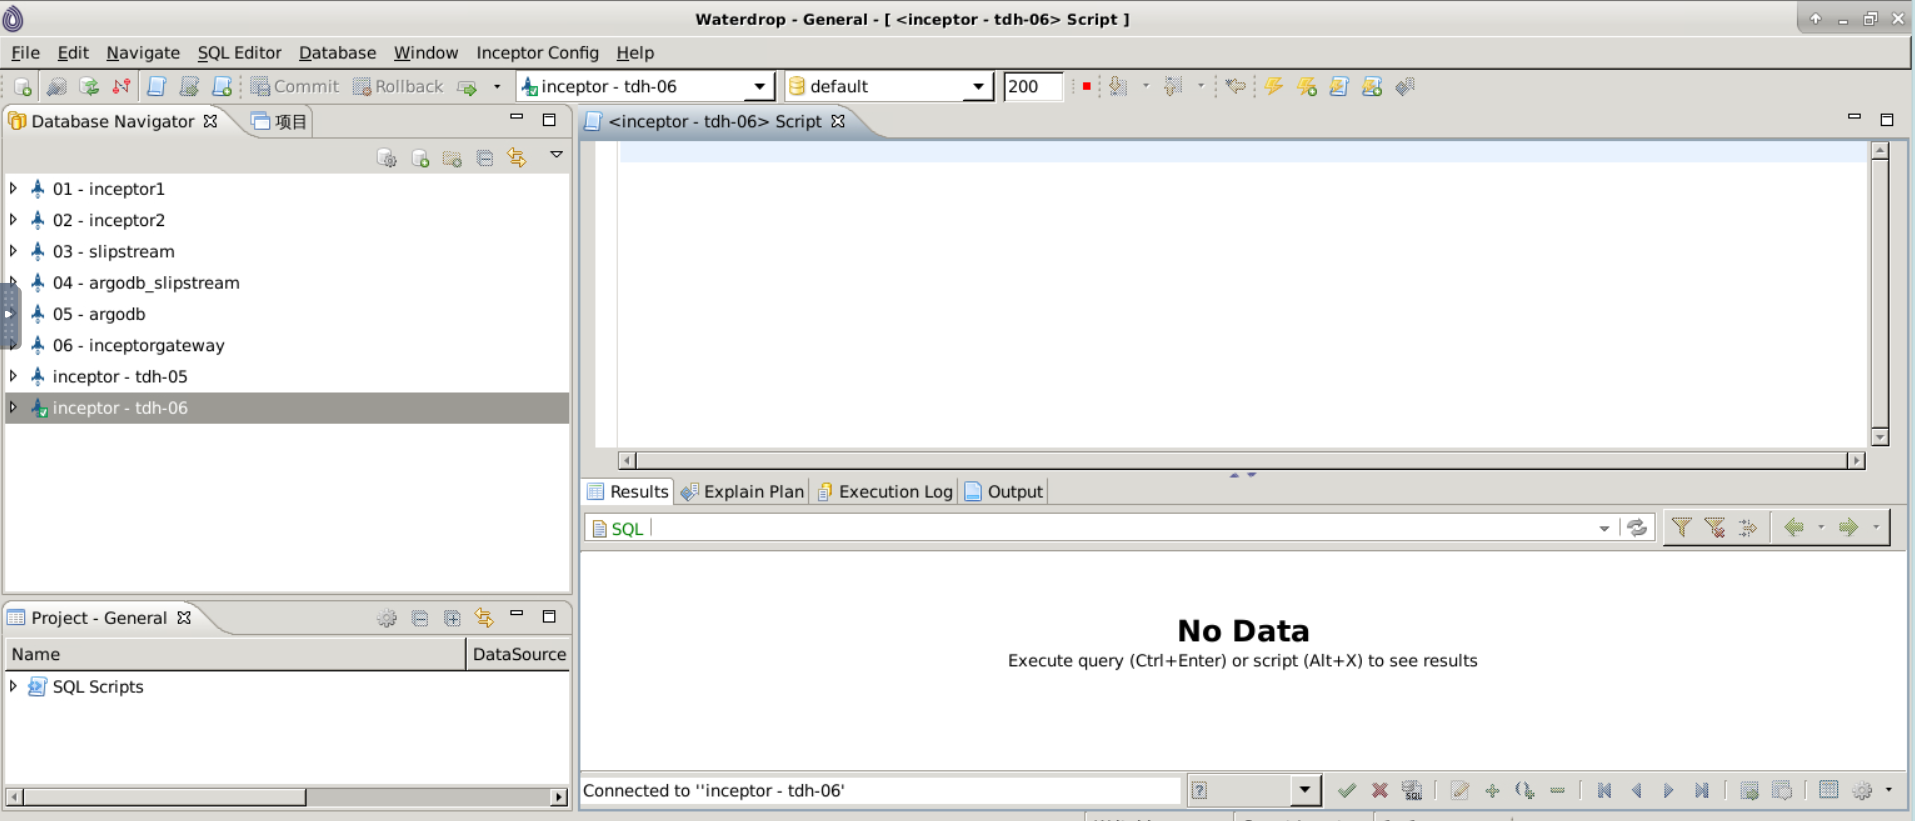 Waterdrop - General - [ <inceptor - tdh-06> Script ]
File Edit Navigate SQL Editor Database Window Inceptor Config Help
Commit Rollback inceptor - tdh-06 default 200
Database Navigator 项目 <inceptor - tdh-06> Script
01 - inceptor1
02 - inceptor2
03 - slipstream
04 - argodb_slipstream
05 - argodb
06 - inceptorgateway
inceptor - tdh-05
inceptor - tdh-06
Results Explain Plan Execution Log Output
SQL
No Data
Execute query (Ctrl+Enter) or script (Alt+X) to see results
Project - General
Name DataSource
SQL Scripts
Connected to ''inceptor - tdh-06'